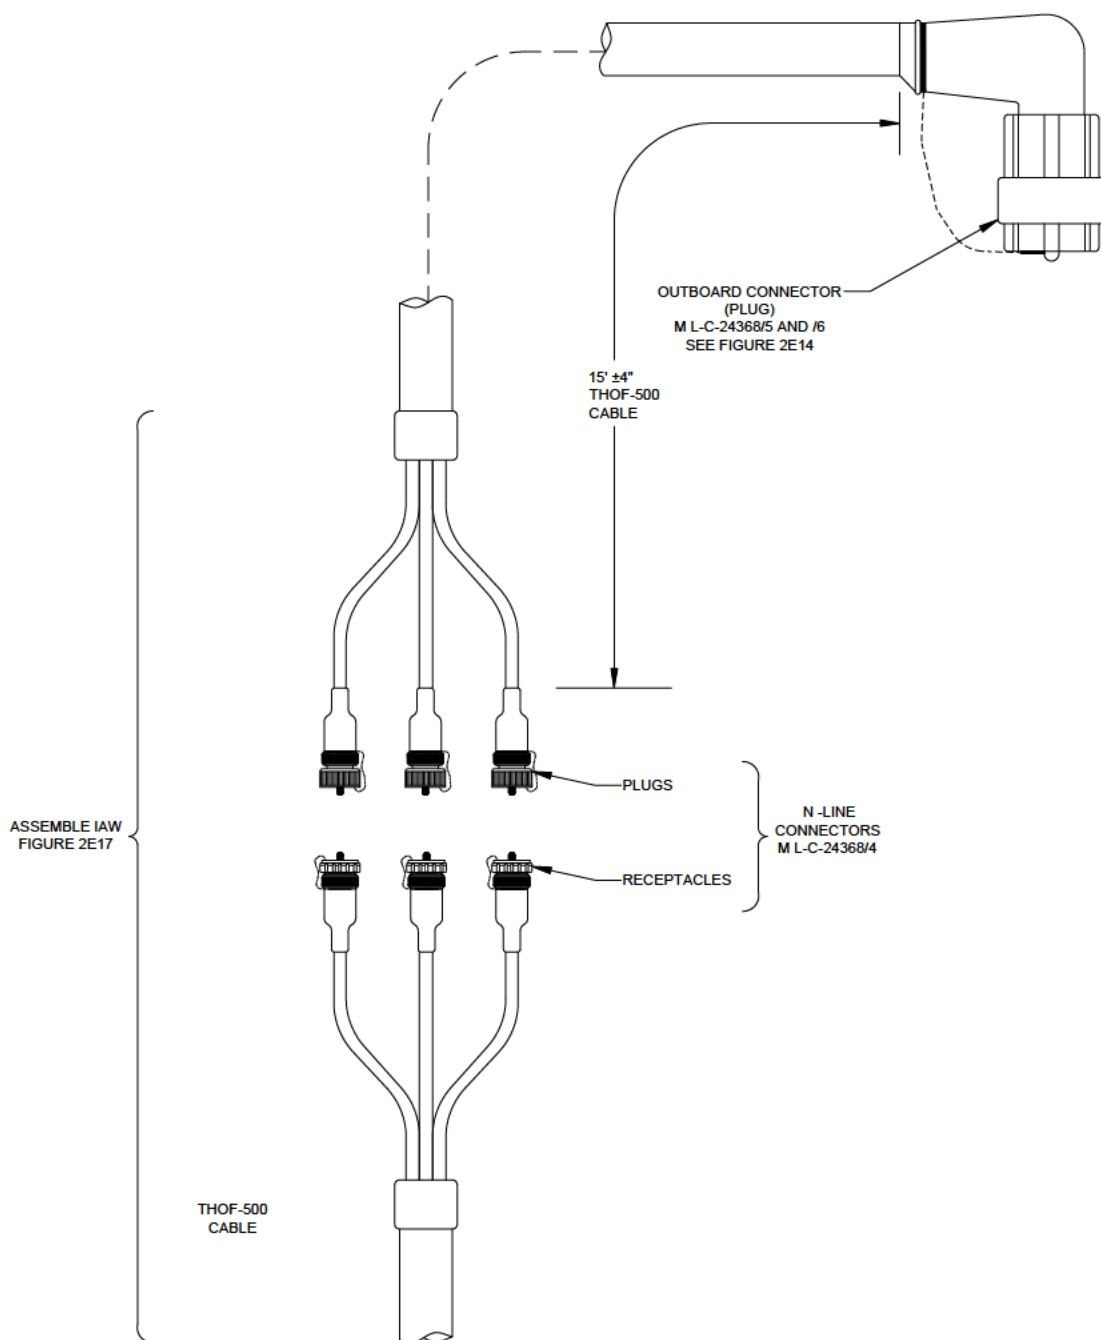 OUTBOARD CONNECTOR
(PLUG)
M L-C-24368/5 AND /6
SEE FIGURE 2E14
15' ±4"
THOF-500
CABLE
PLUGS
N -LINE
CONNECTORS
M L-C-24368/4
ASSEMBLE IAW
FIGURE 2E17
RECEPTACLES
THOF-500
CABLE